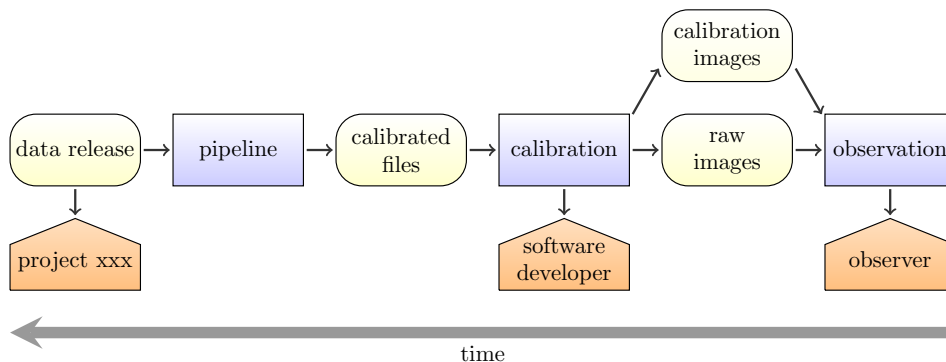 calibration
images
data release
pipeline
calibrated
files
calibration
raw
images
observation
project xxx
software
developer
observer
time